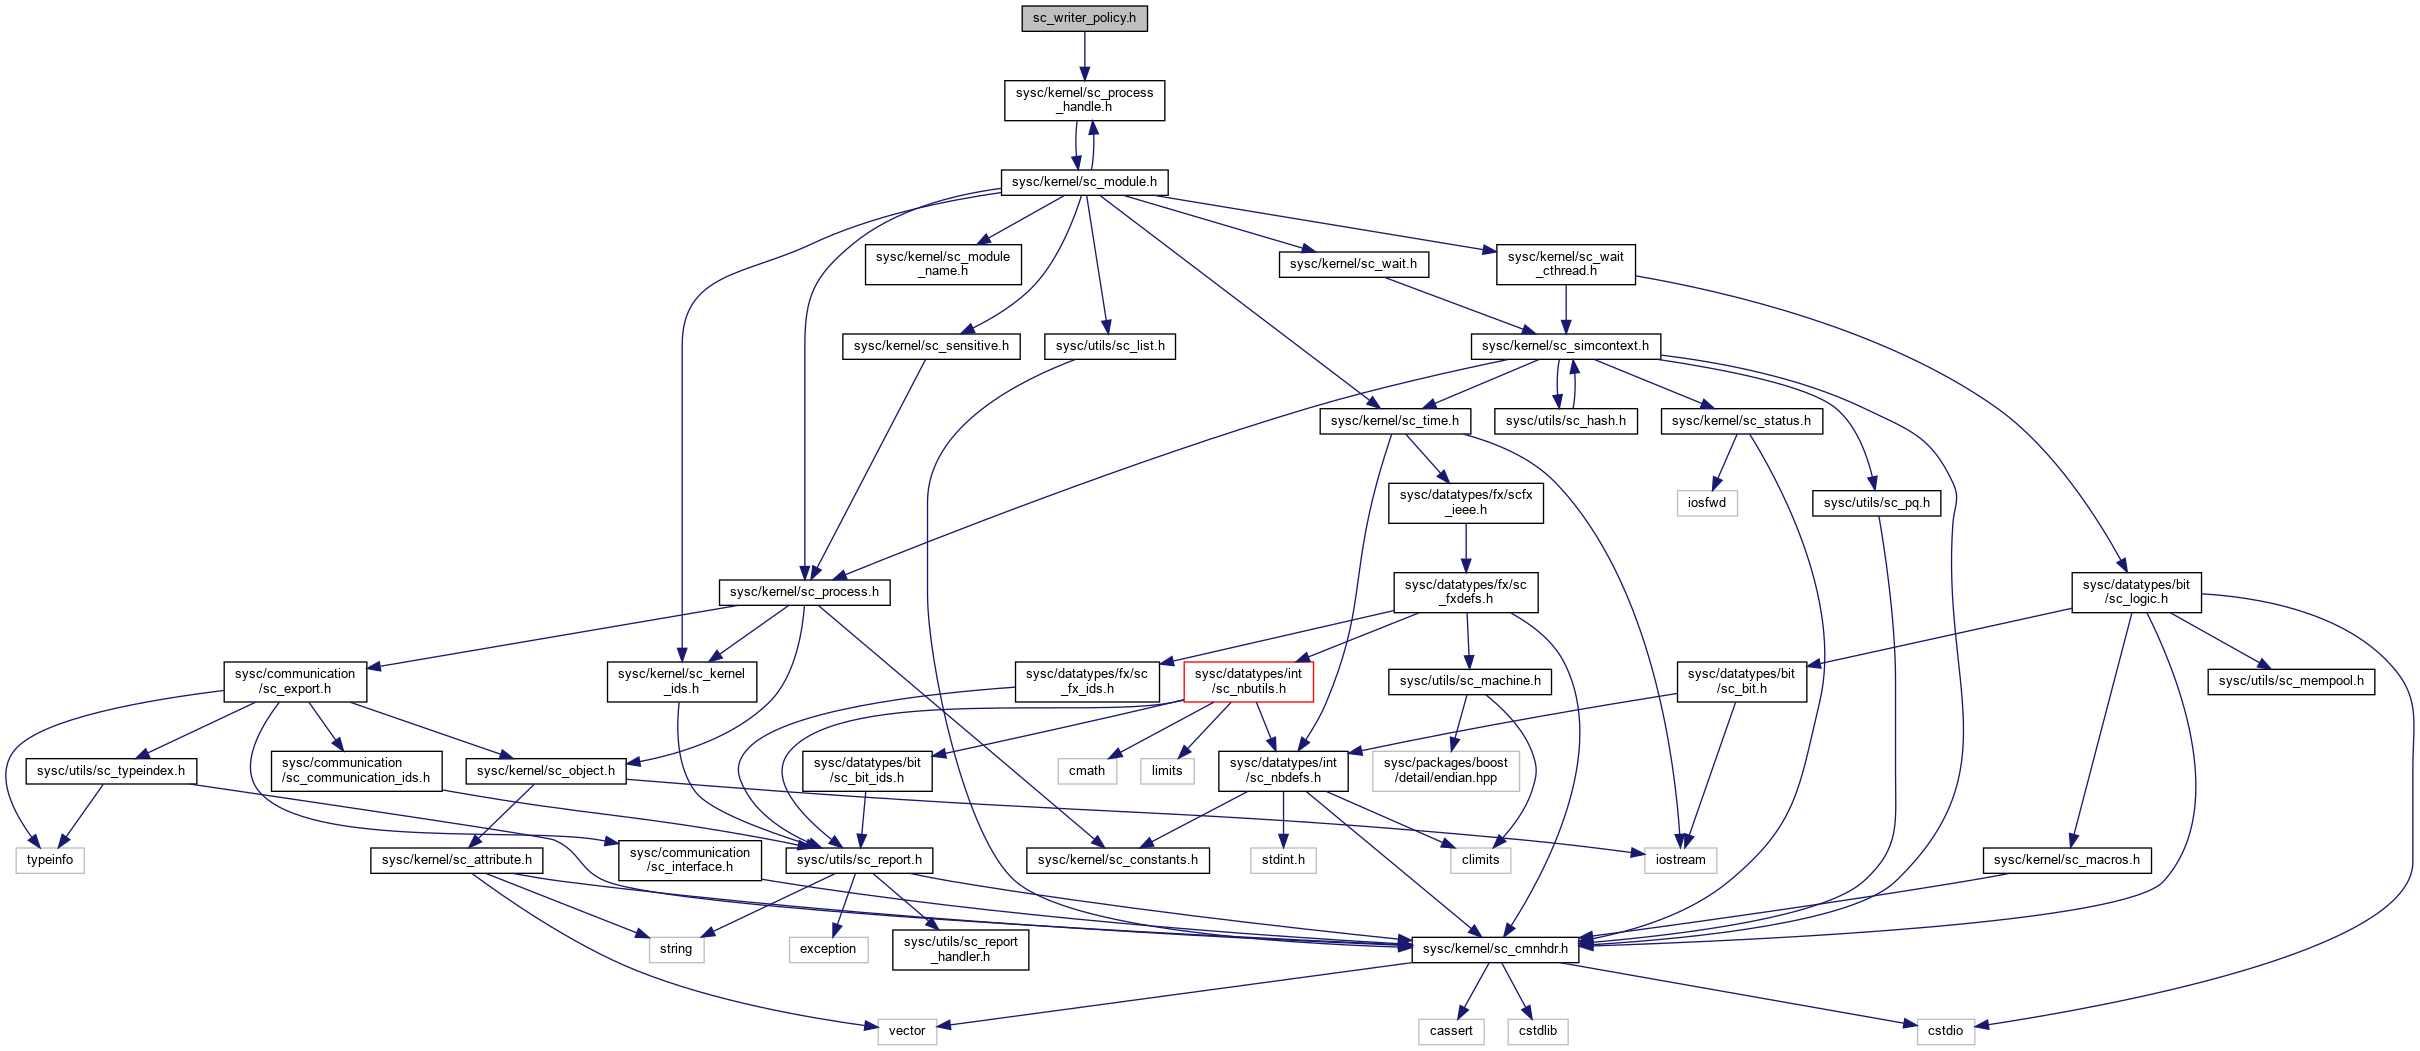 sc_writer_policy.h
sysc/kernel/sc_process
_handle.h
sysc/kernel/sc_module.h
sysc/kernel/sc_module
_name.h
sysc/kernel/sc_wait.h
sysc/kernel/sc_wait
_cthread.h
sysc/kernel/sc_sensitive.h
sysc/utils/sc_list.h
sysc/kernel/sc_simcontext.h
sysc/kernel/sc_time.h
sysc/utils/sc_hash.h
sysc/kernel/sc_status.h
sysc/datatypes/fx/scfx
_ieee.h
iosfwd
sysc/utils/sc_pq.h
sysc/kernel/sc_process.h
sysc/datatypes/fx/sc
_fxdefs.h
sysc/datatypes/bit
/sc_logic.h
sysc/communication
/sc_export.h
sysc/kernel/sc_kernel
_ids.h
sysc/datatypes/fx/sc
_fx_ids.h
sysc/datatypes/int
/sc_nbutils.h
sysc/utils/sc_machine.h
sysc/datatypes/bit
/sc_bit.h
sysc/utils/sc_mempool.h
sysc/utils/sc_typeindex.h
sysc/communication
/sc_communication_ids.h
sysc/kernel/sc_object.h
sysc/datatypes/bit
/sc_bit_ids.h
cmath
limits
sysc/datatypes/int
/sc_nbdefs.h
sysc/packages/boost
/detail/endian.hpp
typeinfo
sysc/kernel/sc_attribute.h
sysc/communication
/sc_interface.h
sysc/utils/sc_report.h
sysc/kernel/sc_constants.h
stdint.h
climits
iostream
sysc/kernel/sc_macros.h
string
exception
sysc/utils/sc_report
_handler.h
sysc/kernel/sc_cmnhdr.h
vector
cassert
cstdlib
cstdio